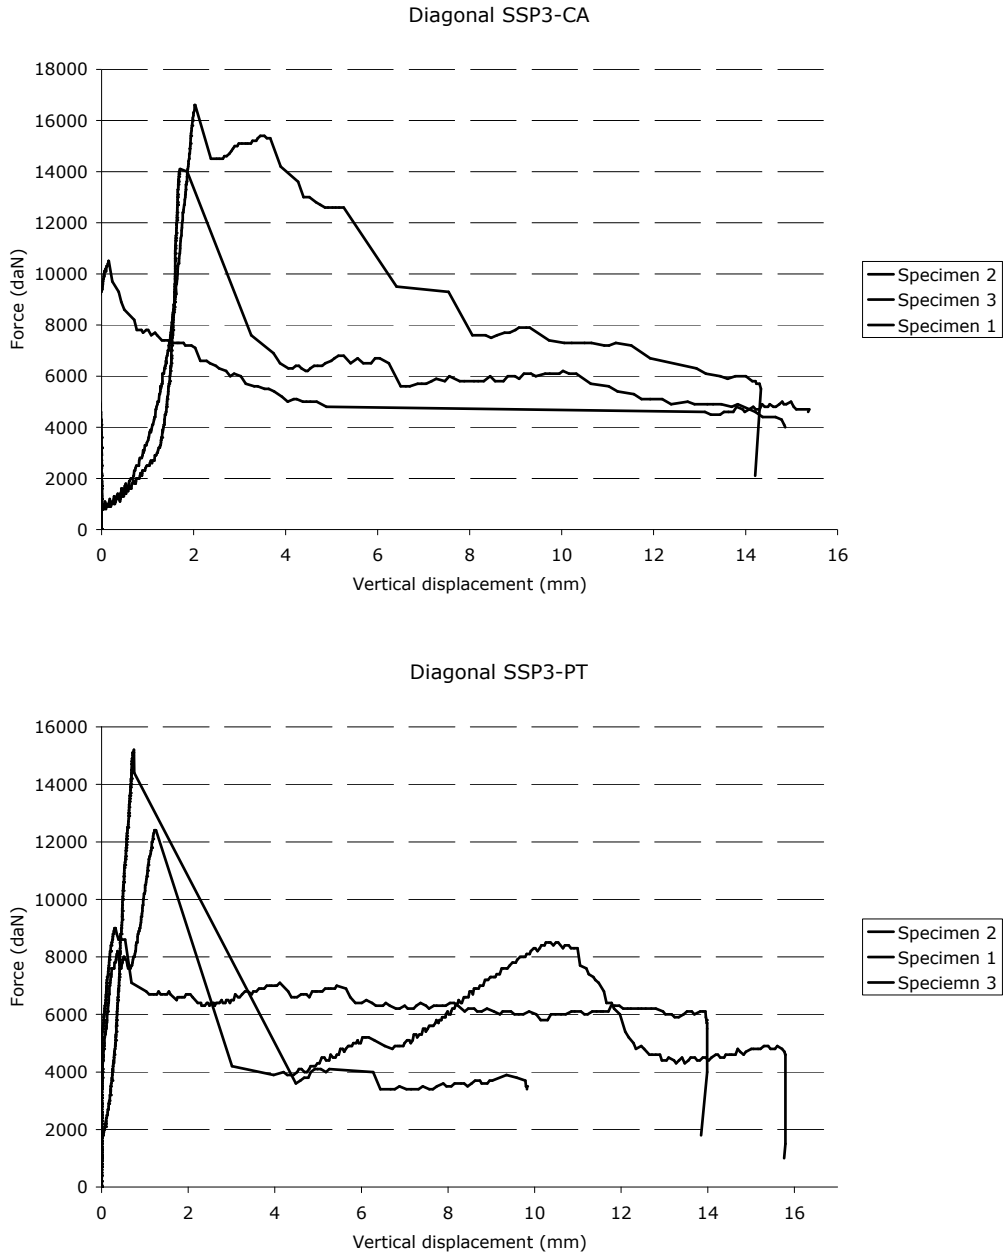 Diagonal SSP3-CA
18000
16000
14000
12000
10000
8000
6000
4000
2000
0
Force (daN)
0 2 4 6 8 10 12 14 16
Vertical displacement (mm)
Specimen 2
Specimen 3
Specimen 1
Diagonal SSP3-PT
16000
14000
12000
10000
8000
6000
4000
2000
0
Force (daN)
0 2 4 6 8 10 12 14 16
Vertical displacement (mm)
Specimen 2
Specimen 1
Speciemn 3